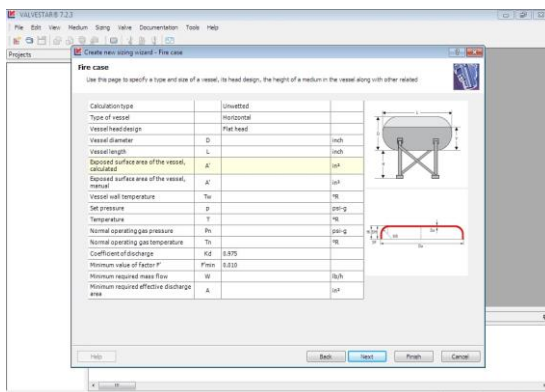 VALVESTAR® 7.2.3
File Edit View Medium Sizing Valve Documentation Tools Help
Projects
Create new sizing wizard - Fire case
Fire case
Use this page to specify a type and size of a vessel, its head design, the height of medium in the vessel along with other related
Calculation type Unwetted
Type of vessel Horizontal
Vessel head design Flat head
Vessel diameter D inch
Vessel length L inch
Exposed surface area of the vessel, calculated A' in²
Exposed surface area of the vessel, manual A' in²
Vessel wall temperature Tw °R
Set pressure p psi-g
Temperature T °R
Normal operating gas pressure Pn psi-g
Normal operating gas temperature Tn °R
Coefficient of discharge Kd 0.975
Minimum value of factor F' F'min 0.010
Minimum required mass flow W lb/h
Minimum required effective discharge area A in²
Help Back Next Finish Cancel